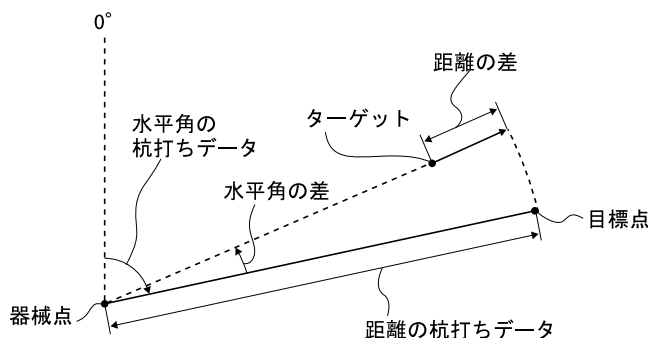 0°
距離の差
水平角の
杭打ちデータ
ターゲット
水平角の差
目標点
器械点
距離の杭打ちデータ